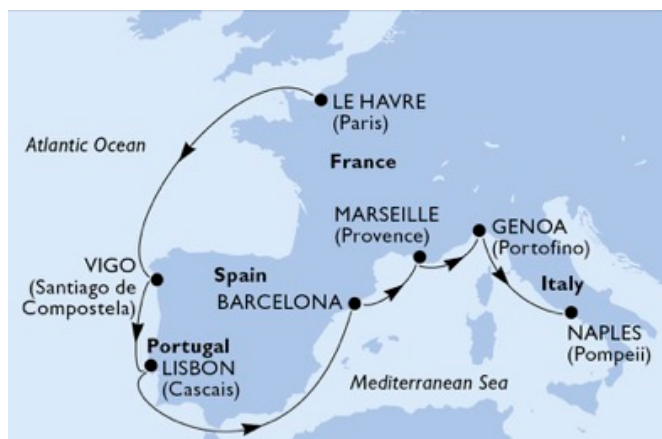 LE HAVRE
(Paris)
Atlantic Ocean
France
MARSEILLE
(Provence)
GENOA
(Portofino)
VIGO
(Santiago de
Compostela)
Spain
BARCELONA
Italy
NAPLES
(Pompeii)
Portugal
LISBON
(Cascais)
Mediterranean Sea